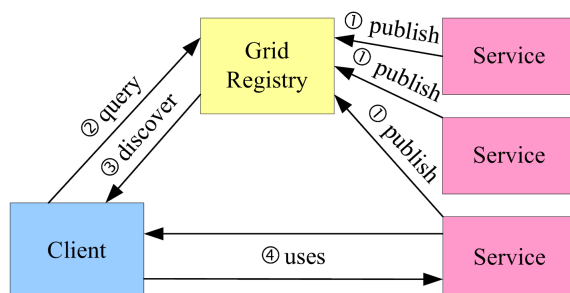 ① publish
Service
Grid
Registry
① publish
② query
③ discover
① publish
Service
Client
④ uses
Service